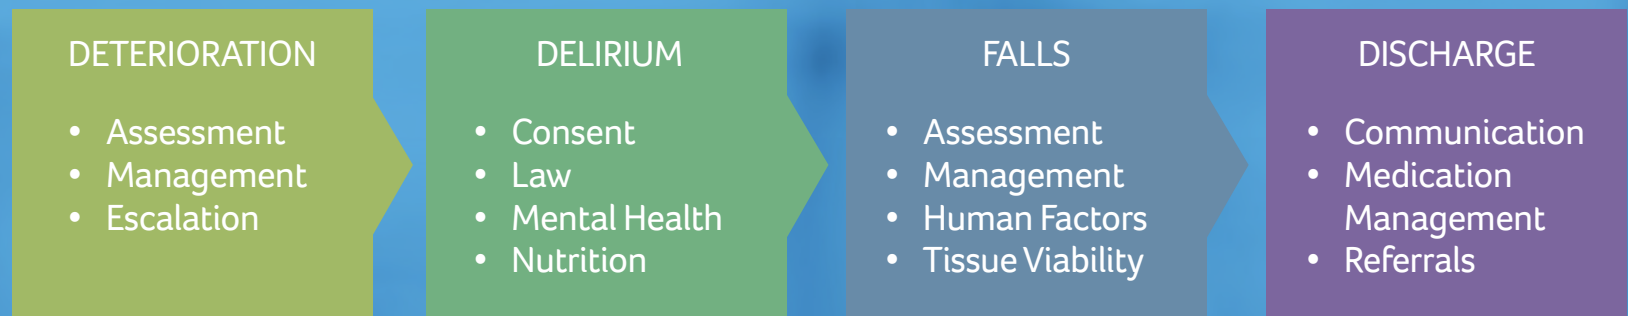 DETERIORATION
• Assessment
• Management
• Escalation
DELIRIUM
• Consent
• Law
• Mental Health
• Nutrition
FALLS
• Assessment
• Management
• Human Factors
• Tissue Viability
DISCHARGE
• Communication
• Medication
Management
• Referrals